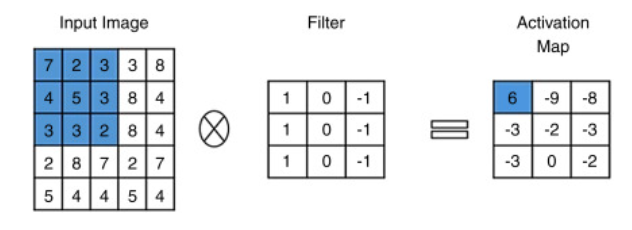 Input Image
Filter
Activation
Map
7 2 3 3 8
4 5 3 8 4
3 3 2 8 4
2 8 7 2 7
5 4 4 5 4
1 0 -1
1 0 -1
1 0 -1
6 -9 -8
-3 -2 -3
-3 0 -2